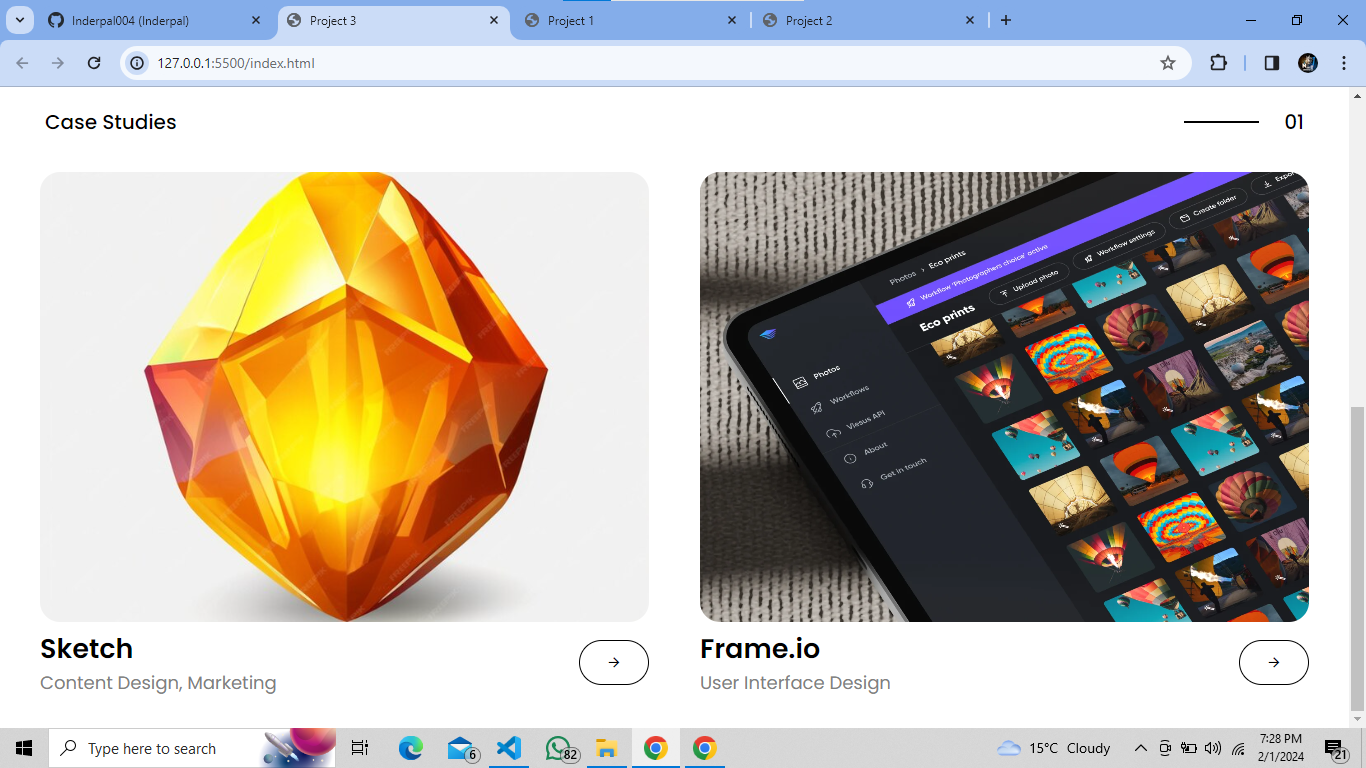 Inderpal004 (Inderpal)
Project 3
Project 1
Project 2
127.0.0.1:5500/index.html
Case Studies
01
Export
Create folder
Workflow settings
Upload photo
Photos > Eco prints
Workflow 'Photographers choice' active
Eco prints
Photos
Workflows
Viesus API
About
Get in touch
Sketch
Content Design, Marketing
Frame.io
User Interface Design
Type here to search
6
82
15°C Cloudy
7:28 PM
2/1/2024
21